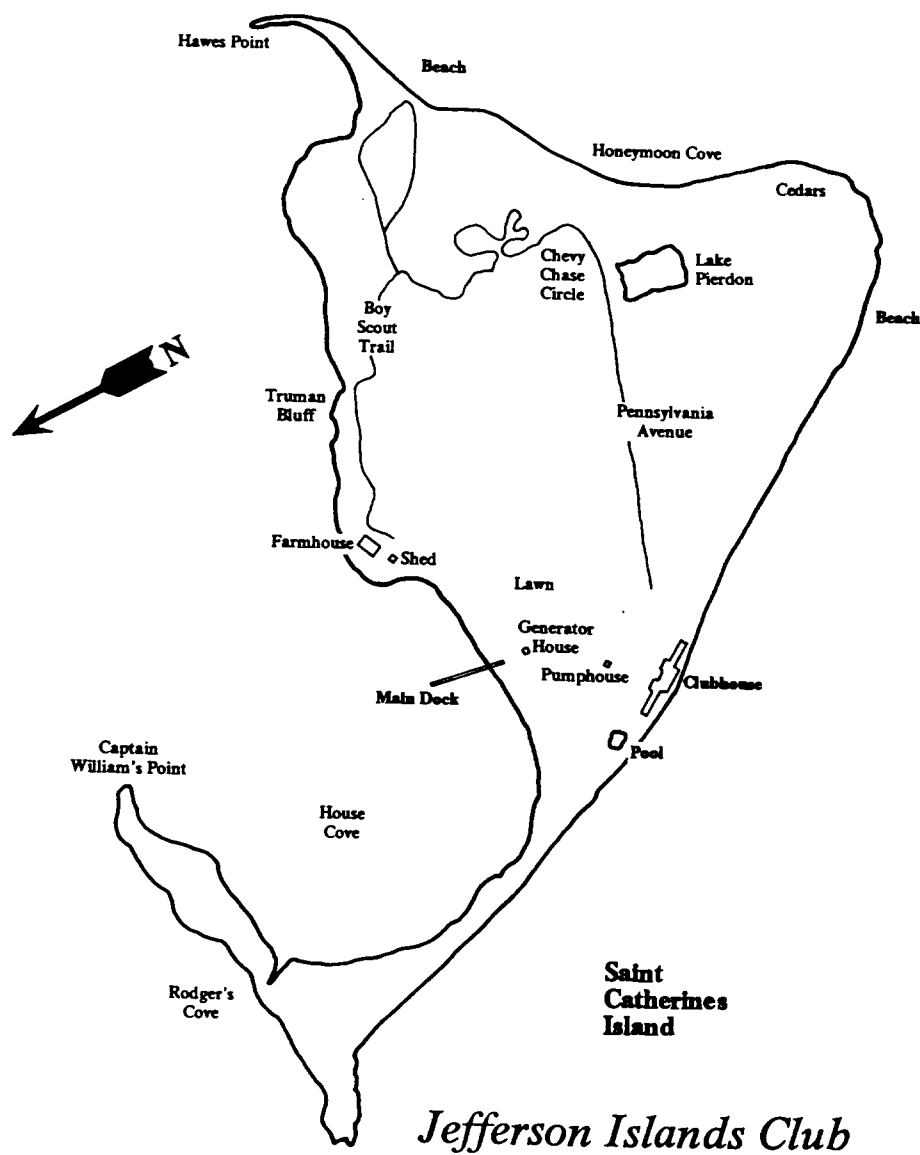 Hawes Point
Beach
Honeymoon Cove
Cedars
Chevy
Chase
Circle
Lake
Pierdon
Boy
Scout
Trail
Beach
N
Truman
Bluff
Pennsylvania
Avenue
Farmhouse
Shed
Lawn
Generator
House
Pumphouse
Clubhouse
Main Dock
Pool
Captain
William's Point
House
Cove
Rodger's
Cove
Saint
Catherines
Island
Jefferson Islands Club